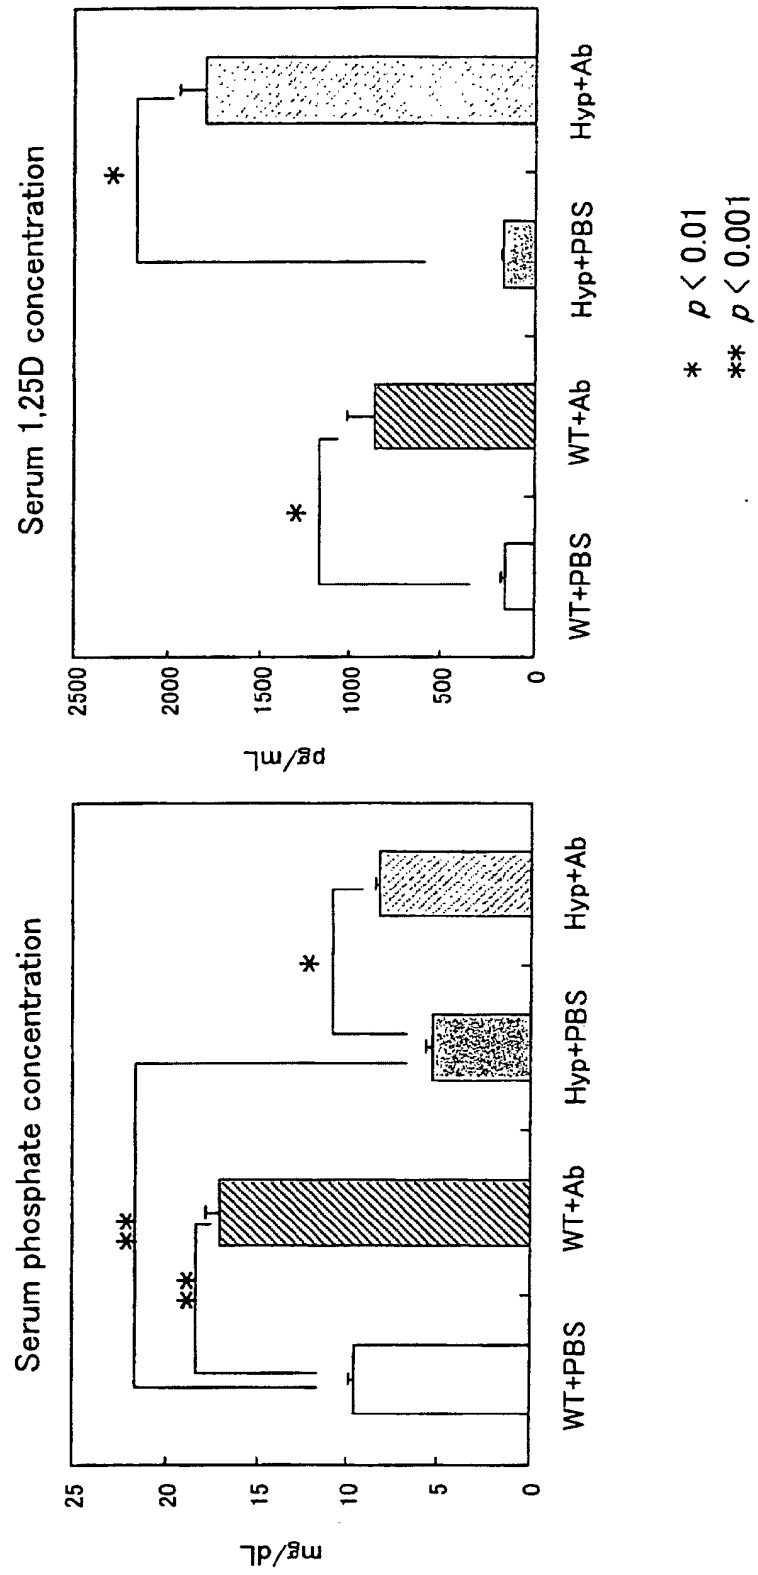 Serum phosphate concentration
mg/dL
25
20
15
10
5
0
**
**
*
WT+PBS
WT+Ab
Hyp+PBS
Hyp+Ab
Serum 1,25D concentration
pg/mL
2500
2000
1500
1000
500
0
*
*
WT+PBS
WT+Ab
Hyp+PBS
Hyp+Ab
* p < 0.01
** p < 0.001